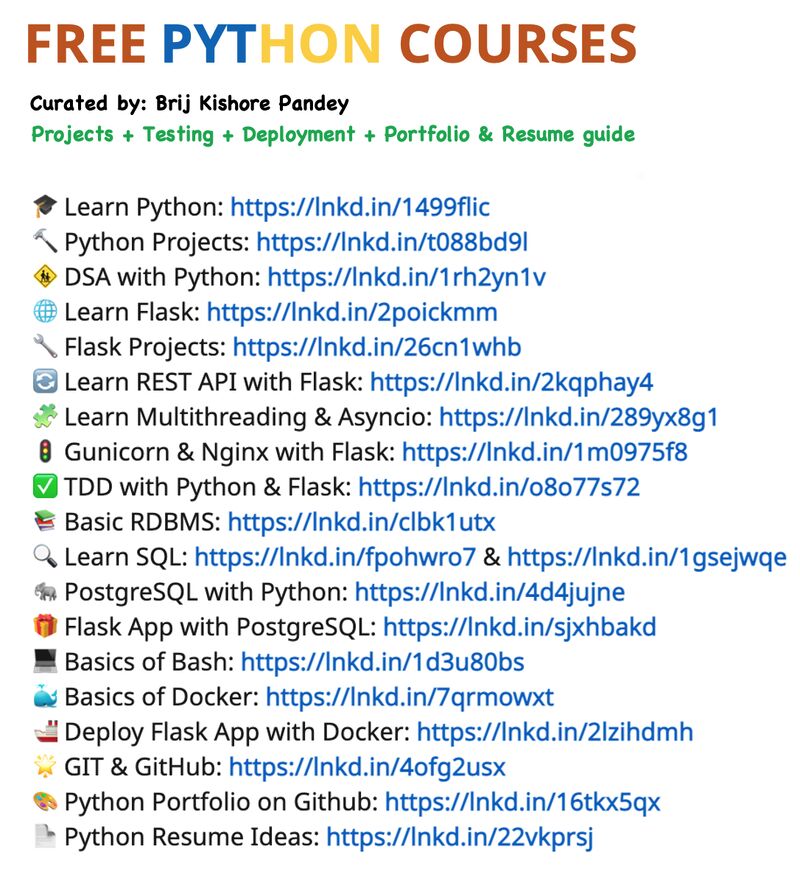 FREE PYTHON COURSES
Curated by: Brij Kishore Pandey
Projects + Testing + Deployment + Portfolio & Resume guide
Learn Python: https://lnkd.in/1499flic
Python Projects: https://lnkd.in/t088bd9l
DSA with Python: https://lnkd.in/1rh2yn1v
Learn Flask: https://lnkd.in/2poickmm
Flask Projects: https://lnkd.in/26cn1whb
Learn REST API with Flask: https://lnkd.in/2kqphay4
Learn Multithreading & Asyncio: https://lnkd.in/289yx8g1
Gunicorn & Nginx with Flask: https://lnkd.in/1m0975f8
TDD with Python & Flask: https://lnkd.in/o8o77s72
Basic RDBMS: https://lnkd.in/clbk1utx
Learn SQL: https://lnkd.in/fpohwro7 & https://lnkd.in/1gsejwqe
PostgreSQL with Python: https://lnkd.in/4d4jujne
Flask App with PostgreSQL: https://lnkd.in/sjxhbakd
Basics of Bash: https://lnkd.in/1d3u80bs
Basics of Docker: https://lnkd.in/7qrmowxt
Deploy Flask App with Docker: https://lnkd.in/2lzihdmh
GIT & GitHub: https://lnkd.in/4ofg2usx
Python Portfolio on Github: https://lnkd.in/16tkx5qx
Python Resume Ideas: https://lnkd.in/22vkprsj